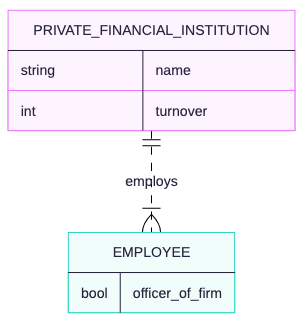 PRIVATE_FINANCIAL_INSTITUTION
string name
int turnover
employs
EMPLOYEE
bool officer_of_firm